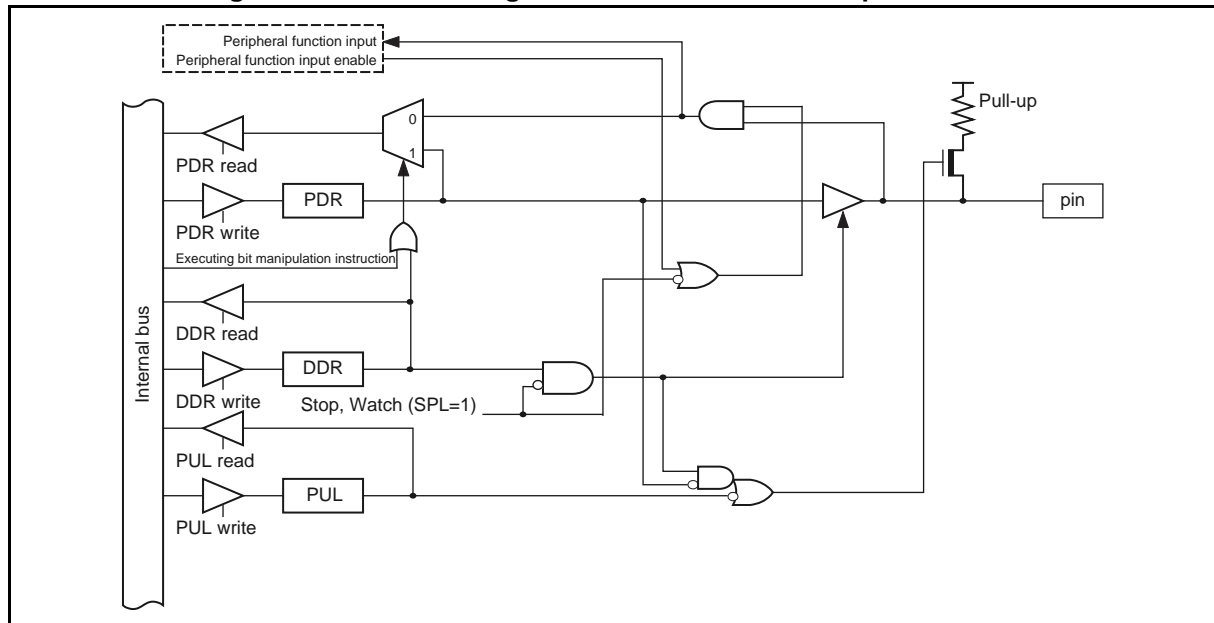 Peripheral function input
Peripheral function input enable
0
Pull-up
1
PDR read
PDR
pin
PDR write
Executing bit manipulation instruction
Internal bus
DDR read
DDR
DDR write
Stop, Watch (SPL=1)
PUL read
PUL
PUL write